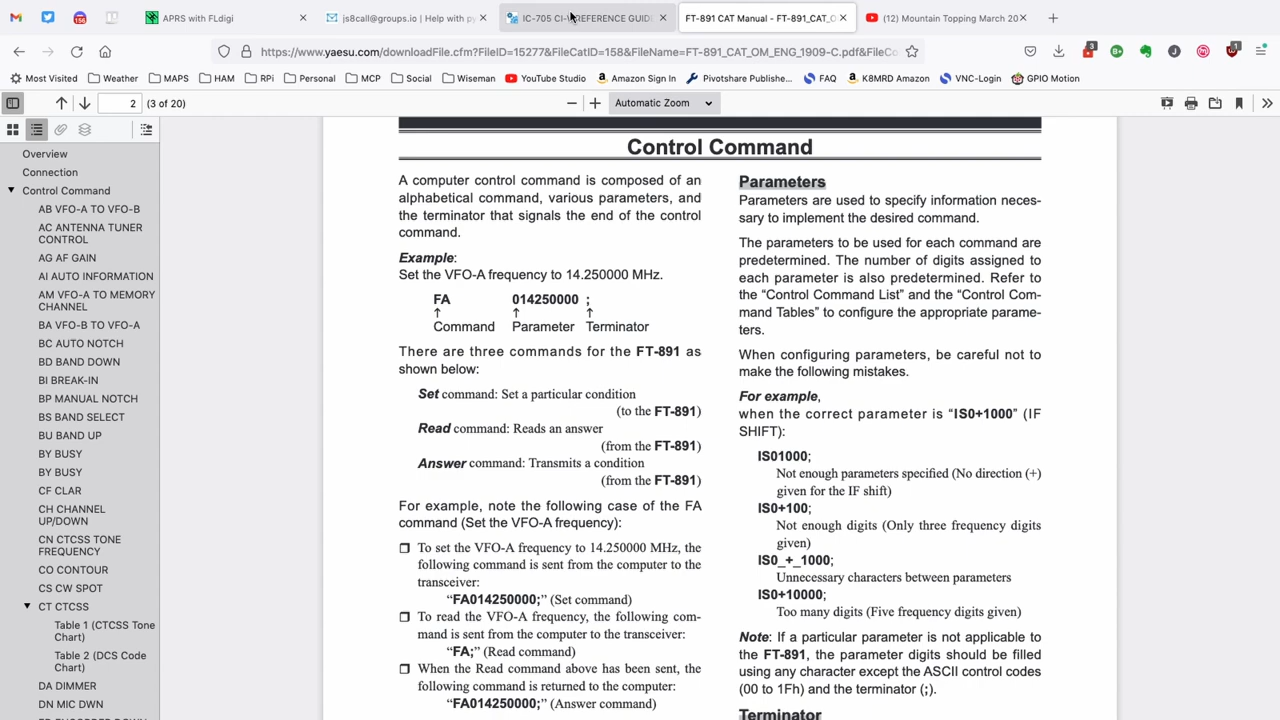 156
APRS with FLdigi
js8call@groups.io | Help with py
IC-705 CI-V REFERENCE GUIDE
FT-891 CAT Manual - FT-891_CAT_O
(12) Mountain Topping March 20
https://www.yaesu.com/downloadFile.cfm?FileID=15277&FileCatID=158&FileName=FT-891_CAT_OM_ENG_1909-C.pdf&FileCo
3
1
Most Visited
Weather
MAPS
HAM
RPi
Personal
MCP
Social
Wiseman
YouTube Studio
Amazon Sign In
Pivotshare Publishe...
FAQ
K8MRD Amazon
VNC-Login
GPIO Motion
2
(3 of 20)
Automatic Zoom
Overview
Connection
Control Command
AB VFO-A TO VFO-B
AC ANTENNA TUNER
CONTROL
AG AF GAIN
AI AUTO INFORMATION
AM VFO-A TO MEMORY
CHANNEL
BA VFO-B TO VFO-A
BC AUTO NOTCH
BD BAND DOWN
BI BREAK-IN
BP MANUAL NOTCH
BS BAND SELECT
BU BAND UP
BY BUSY
BY BUSY
CF CLAR
CH CHANNEL
UP/DOWN
CN CTCSS TONE
FREQUENCY
CO CONTOUR
CS CW SPOT
CT CTCSS
Table 1 (CTCSS Tone
Chart)
Table 2 (DCS Code
Chart)
DA DIMMER
DN MIC DWN
ED ENCODER DOWN
Control Command
A computer control command is composed of an
alphabetical command, various parameters, and
the terminator that signals the end of the control
command.
Example:
Set the VFO-A frequency to 14.250000 MHz.
FA 014250000 ;
↑ ↑ ↑
Command Parameter Terminator
There are three commands for the FT-891 as
shown below:
Set command: Set a particular condition
(to the FT-891)
Read command: Reads an answer
(from the FT-891)
Answer command: Transmits a condition
(from the FT-891)
For example, note the following case of the FA
command (Set the VFO-A frequency):
❒ To set the VFO-A frequency to 14.250000 MHz, the
following command is sent from the computer to the
transceiver:
“FA014250000;” (Set command)
❒ To read the VFO-A frequency, the following com-
mand is sent from the computer to the transceiver:
“FA;” (Read command)
❒ When the Read command above has been sent, the
following command is returned to the computer:
“FA014250000;” (Answer command)
Parameters
Parameters are used to specify information neces-
sary to implement the desired command.
The parameters to be used for each command are
predetermined. The number of digits assigned to
each parameter is also predetermined. Refer to
the “Control Command List” and the “Control Com-
mand Tables” to configure the appropriate parame-
ters.
When configuring parameters, be careful not to
make the following mistakes.
For example,
when the correct parameter is “IS0+1000” (IF
SHIFT):
IS01000;
Not enough parameters specified (No direction (+)
given for the IF shift)
IS0+100;
Not enough digits (Only three frequency digits
given)
IS0_+_1000;
Unnecessary characters between parameters
IS0+10000;
Too many digits (Five frequency digits given)
Note: If a particular parameter is not applicable to
the FT-891, the parameter digits should be filled
using any character except the ASCII control codes
(00 to 1Fh) and the terminator (;).
Terminator